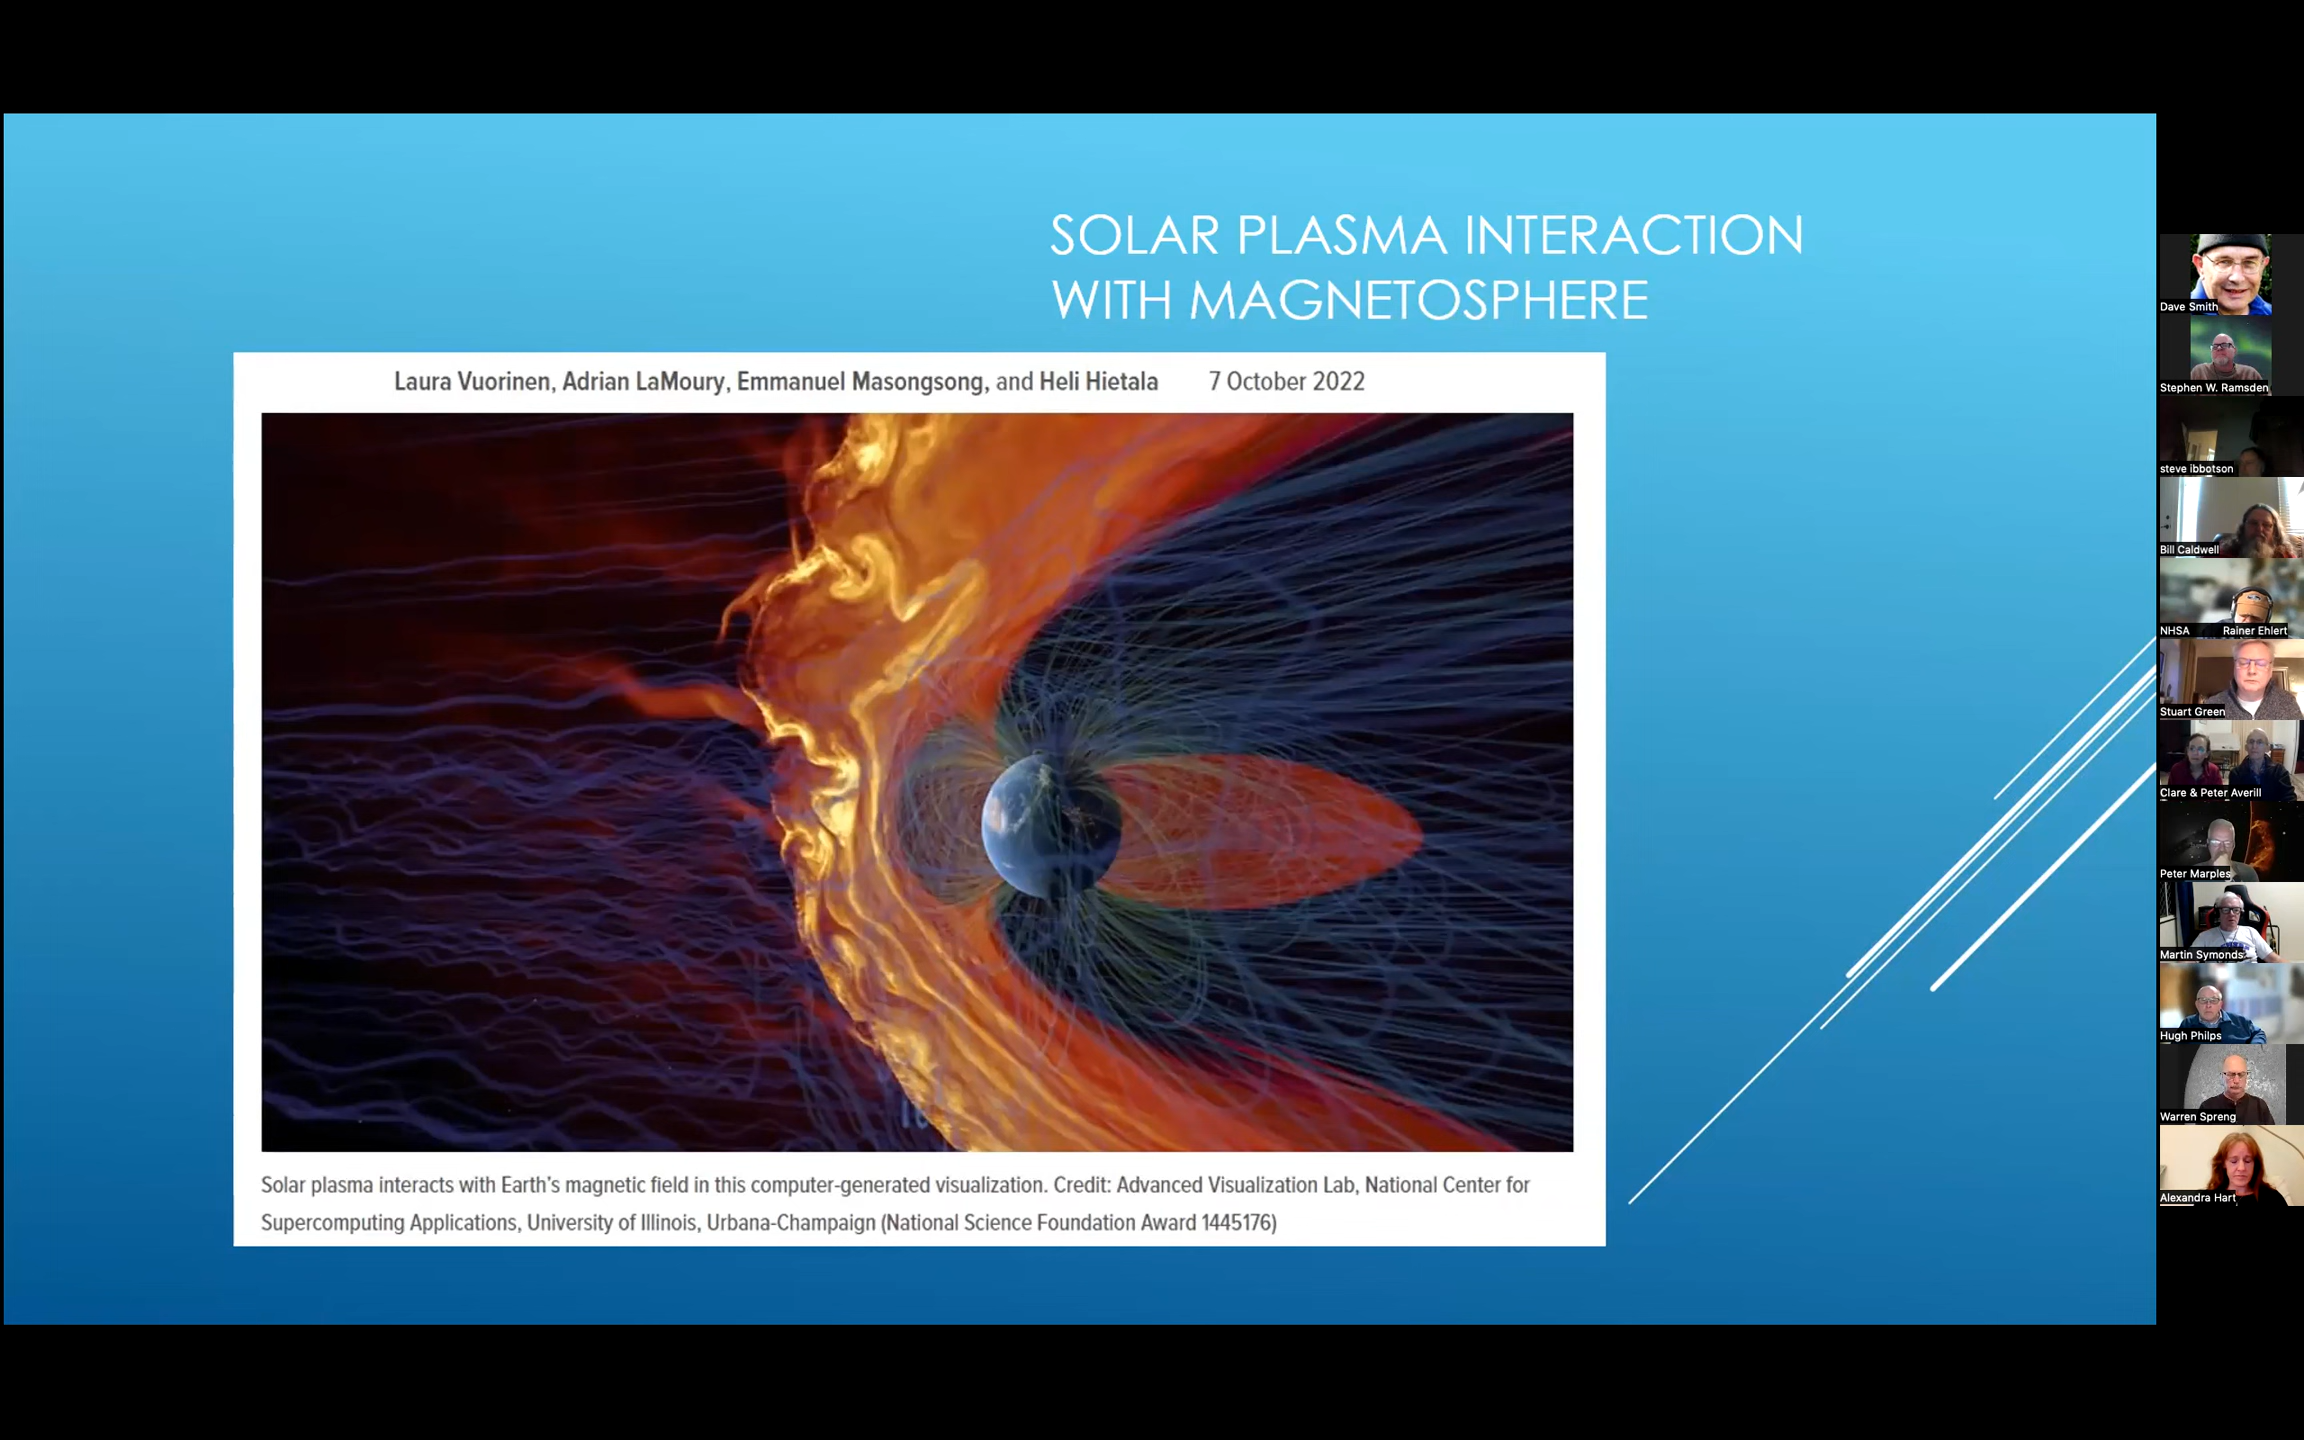 SOLAR PLASMA INTERACTION
WITH MAGNETOSPHERE
Laura Vuorinen, Adrian LaMoury, Emmanuel Masongsong, and Heli Hietala 7 October 2022
Solar plasma interacts with Earth's magnetic field in this computer-generated visualization. Credit: Advanced Visualization Lab, National Center for
Supercomputing Applications, University of Illinois, Urbana-Champaign (National Science Foundation Award 1445176)
Dave Smith
Stephen W. Ramsden
steve ibbotson
Bill Caldwell
NHSA Rainer Ehlert
Stuart Green
Clare & Peter Averill
Peter Marples
Martin Symonds
Hugh Philps
Warren Spreng
Alexandra Hart